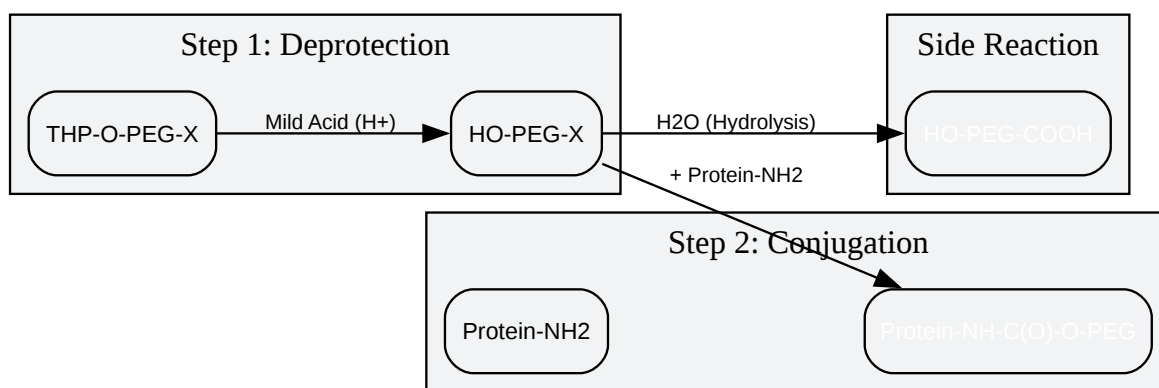 Step 1: Deprotection
Side Reaction
THP-O-PEG-X
Mild Acid (H+)
HO-PEG-X
H2O (Hydrolysis)
HO-PEG-COOH
+ Protein-NH2
Step 2: Conjugation
Protein-NH2
Protein-NH-C(O)-O-PEG